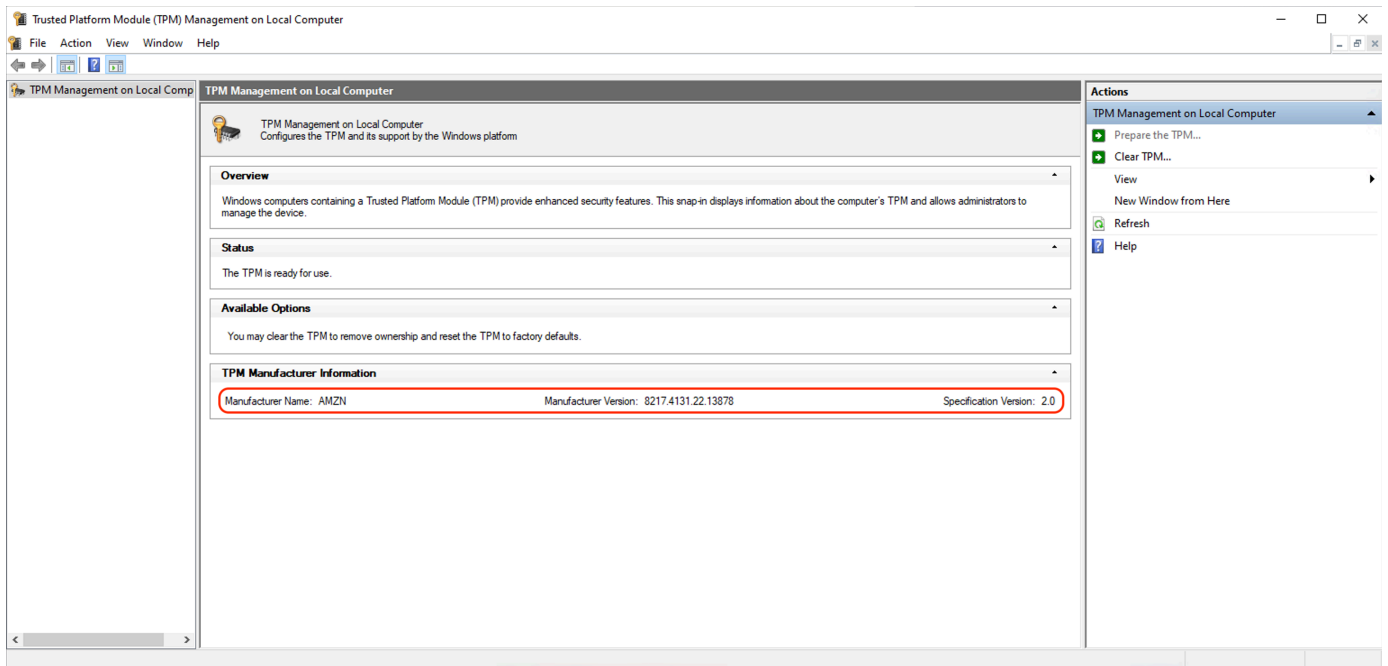 Trusted Platform Module (TPM) Management on Local Computer
File Action View Window Help
TPM Management on Local Comp
TPM Management on Local Computer
TPM Management on Local Computer
Configures the TPM and its support by the Windows platform
Overview
Windows computers containing a Trusted Platform Module (TPM) provide enhanced security features. This snap-in displays information about the computer's TPM and allows administrators to
manage the device.
Status
The TPM is ready for use.
Available Options
You may clear the TPM to remove ownership and reset the TPM to factory defaults.
TPM Manufacturer Information
Manufacturer Name: AMZN Manufacturer Version: 8217.4131.22.13878 Specification Version: 2.0
Actions
TPM Management on Local Computer
Prepare the TPM...
Clear TPM...
View
New Window from Here
Refresh
Help